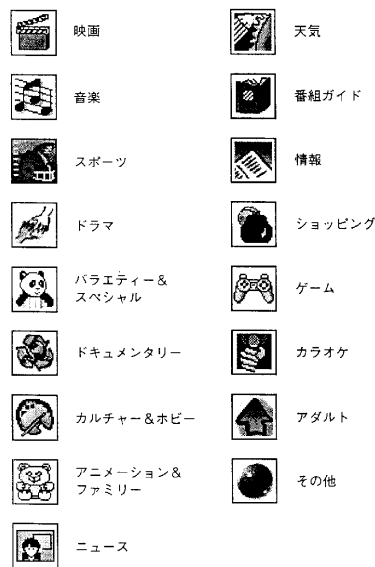 映画
音楽
スポーツ
ドラマ
バラエティー＆
スペシャル
ドキュメンタリー
カルチャー＆ホビー
アニメーション＆
ファミリー
ニュース
天気
番組ガイド
情報
ショッピング
ゲーム
カラオケ
アダルト
その他